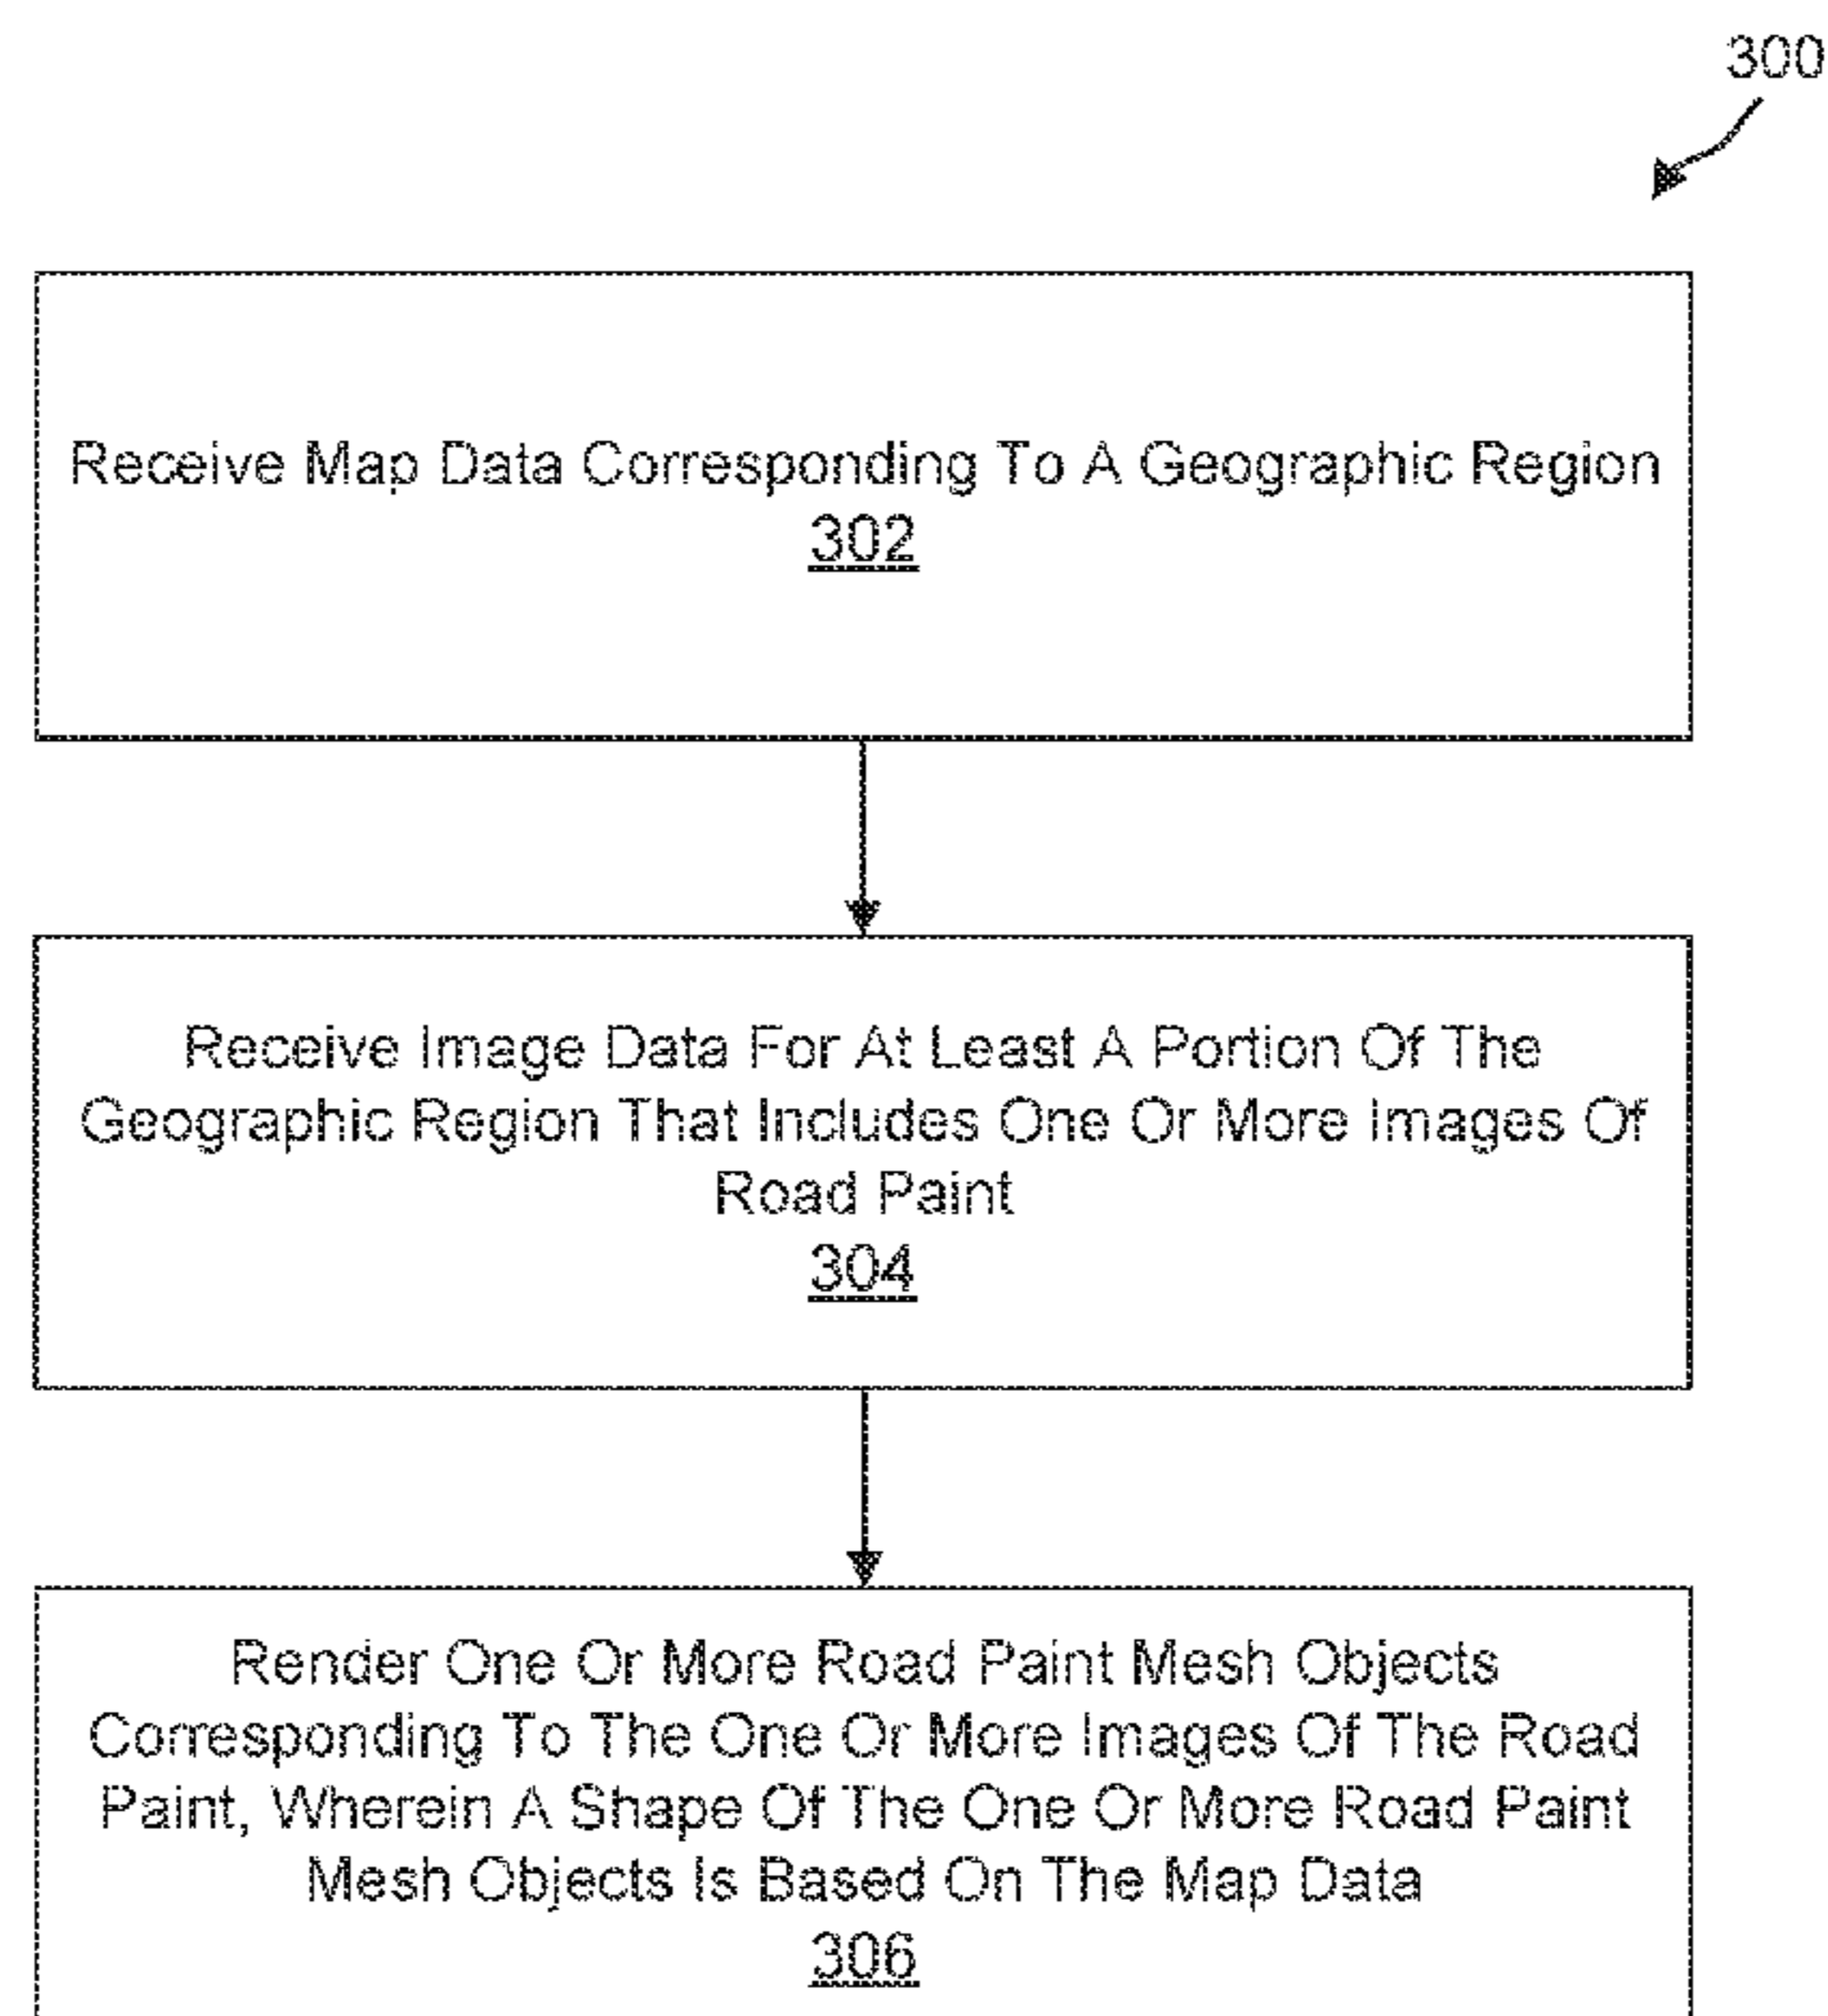 300
Receive Map Data Corresponding To A Geographic Region
302
Receive Image Data For At Least A Portion Of The
Geographic Region That Includes One Or More Images Of
Road Paint
304
Render One Or More Road Paint Mesh Objects
Corresponding To The One Or More Images Of The Road
Paint, Wherein A Shape Of The One Or More Road Paint
Mesh Objects Is Based On The Map Data
306